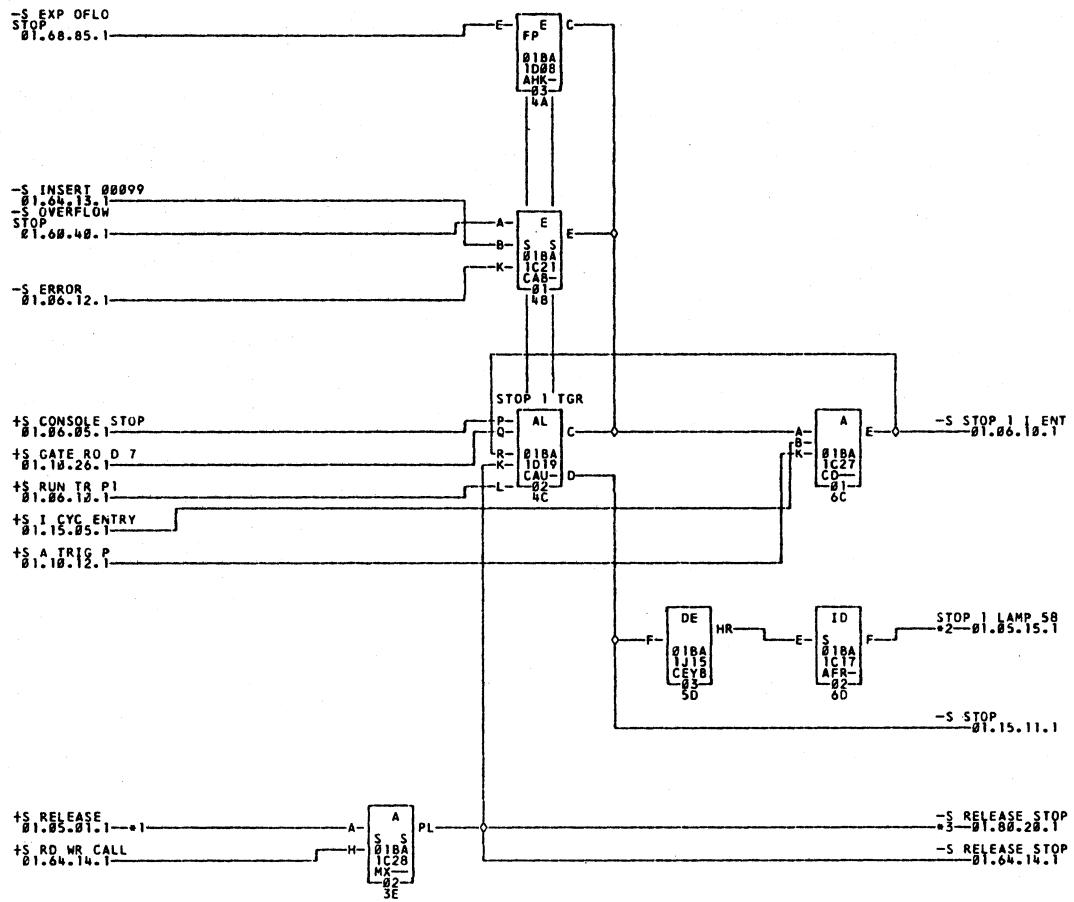 -S EXP OFLO
STOP
01.68.85.1
E E C
FP
01BA
1D08
AHK-
03
4A
-S INSERT 00099
01.64.13.1
-S OVERFLOW
STOP
01.60.40.1
-S ERROR
01.06.12.1
A E E
B S S
01BA
K 1C21
CAB-
01
4B
STOP 1 TGR
+S CONSOLE STOP
01.06.05.1
+S GATE RO D 7
01.10.26.1
+S RUN TR P1
01.06.10.1
+S I CYC ENTRY
01.15.05.1
+S A TRIG P
01.10.12.1
P AL
Q C
R 01BA
K 1D19
CAU- D
L 02
4C
A A E
B
K 01BA
1C27
CD--
01
6C
-S STOP 1 I ENT
01.06.10.1
DE
F HR
01BA
1J15
CEYB
03
5D
ID
E S F
01BA
1C17
AFR-
02
6D
STOP 1 LAMP 58
*2 01.05.15.1
-S STOP
01.15.11.1
+S RELEASE
01.05.01.1 *1
+S RD WR CALL
01.64.14.1
A
A PL
S S
H 01BA
1C28
MX--
02
3E
-S RELEASE STOP
*3 01.80.20.1
-S RELEASE STOP
01.64.14.1